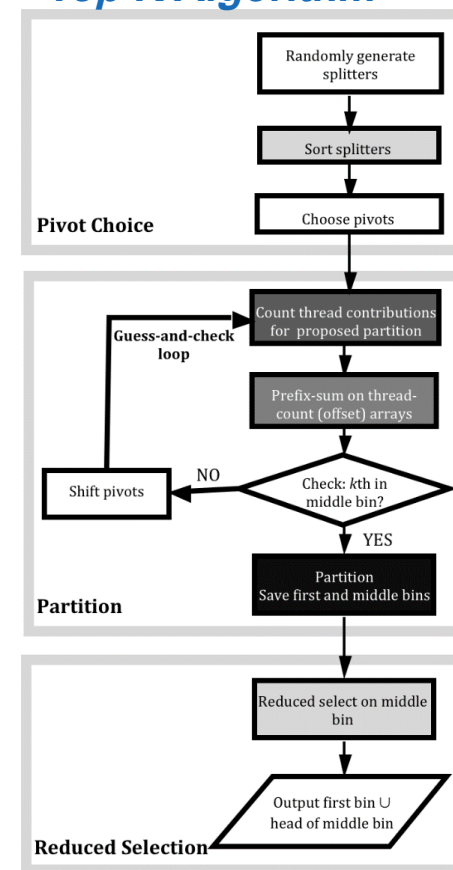 Randomly generate
splitters
Sort splitters
Choose pivots
Pivot Choice
Count thread contributions
for proposed partition
Guess-and-check
loop
Prefix-sum on thread-
count (offset) arrays
Check: kth in
middle bin?
NO
Shift pivots
YES
Partition
Save first and middle bins
Partition
Reduced select on middle
bin
Output first bin ∪
head of middle bin
Reduced Selection